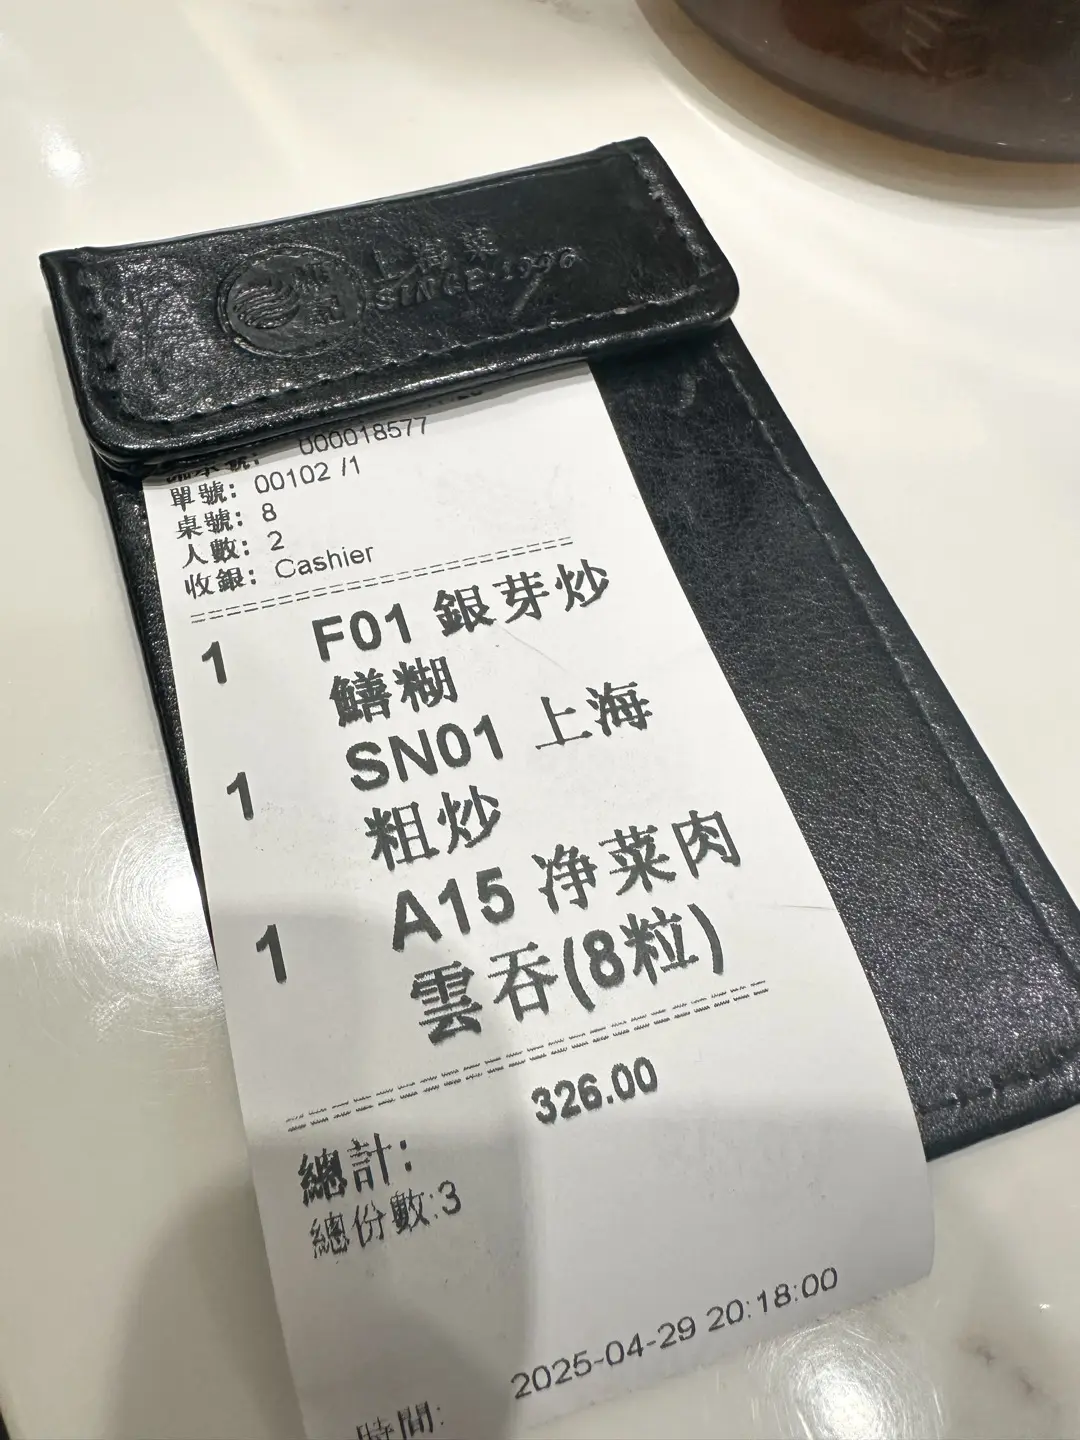 上海菜
SINCE 1996
000018577
單號: 00102 /1
桌號: 8
人數: 2
收銀: Cashier
1 F01 銀芽炒
鱔糊
1 SN01 上海
粗炒
1 A15 净菜肉
雲吞(8粒)
326.00
總計:
總份數:3
2025-04-29 20:18:00
時間: